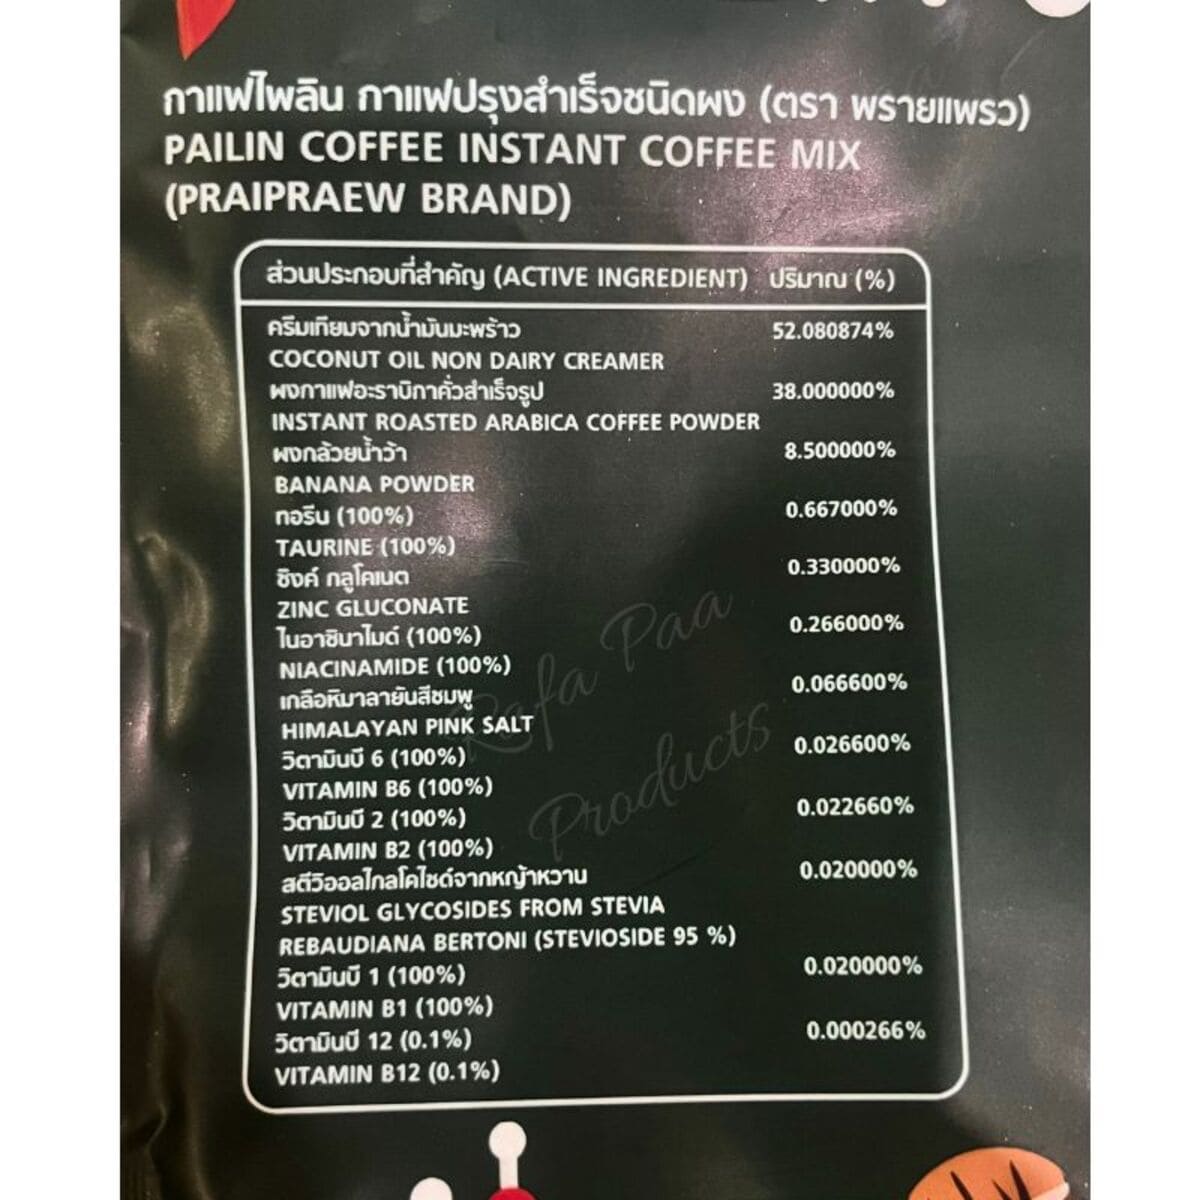 กาแฟไพลิน กาแฟปรุงสำเร็จชนิดผง (ตรา พรายแพรว)
PAILIN COFFEE INSTANT COFFEE MIX
(PRAIPRAEW BRAND)
ส่วนประกอบที่สำคัญ (ACTIVE INGREDIENT) ปริมาณ (%)
ครีมเทียมจากน้ำมันมะพร้าว 52.080874%
COCONUT OIL NON DAIRY CREAMER
ผงกาแฟอะราบิกาคั่วสำเร็จรูป 38.000000%
INSTANT ROASTED ARABICA COFFEE POWDER
ผงกล้วยน้ำว้า 8.500000%
BANANA POWDER
ทอรีน (100%) 0.667000%
TAURINE (100%)
ซิงค์ กลูโคเนต 0.330000%
ZINC GLUCONATE
ไนอาซินาไมด์ (100%) 0.266000%
NIACINAMIDE (100%)
เกลือหิมาลายันสีชมพู 0.066600%
HIMALAYAN PINK SALT
วิตามินบี 6 (100%) 0.026600%
VITAMIN B6 (100%)
วิตามินบี 2 (100%) 0.022660%
VITAMIN B2 (100%)
สตีวิออลไกลโคไซด์จากหญ้าหวาน 0.020000%
STEVIOL GLYCOSIDES FROM STEVIA
REBAUDIANA BERTONI (STEVIOSIDE 95 %)
วิตามินบี 1 (100%) 0.020000%
VITAMIN B1 (100%)
วิตามินบี 12 (0.1%) 0.000266%
VITAMIN B12 (0.1%)
Rafa Paa
Products